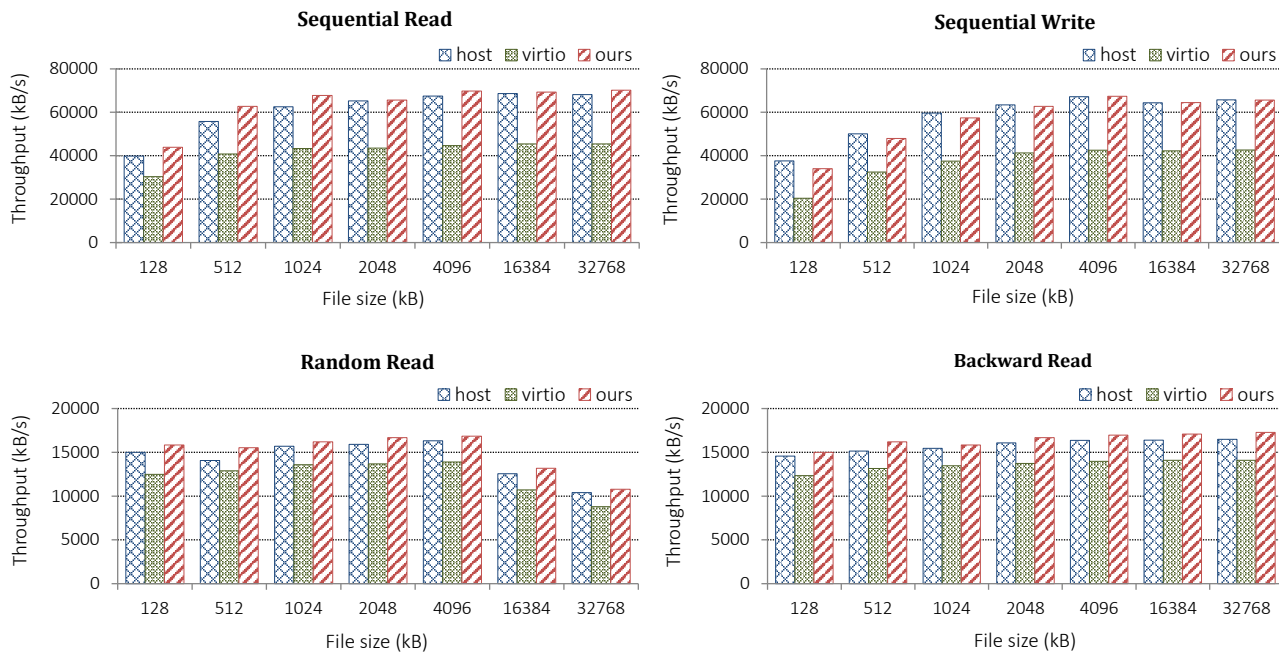 Sequential Read
host virtio ours
Throughput (kB/s)
80000
60000
40000
20000
0
128 512 1024 2048 4096 16384 32768
File size (kB)
Sequential Write
host virtio ours
Throughput (kB/s)
80000
60000
40000
20000
0
128 512 1024 2048 4096 16384 32768
File size (kB)
Random Read
host virtio ours
Throughput (kB/s)
20000
15000
10000
5000
0
128 512 1024 2048 4096 16384 32768
File size (kB)
Backward Read
host virtio ours
Throughput (kB/s)
20000
15000
10000
5000
0
128 512 1024 2048 4096 16384 32768
File size (kB)